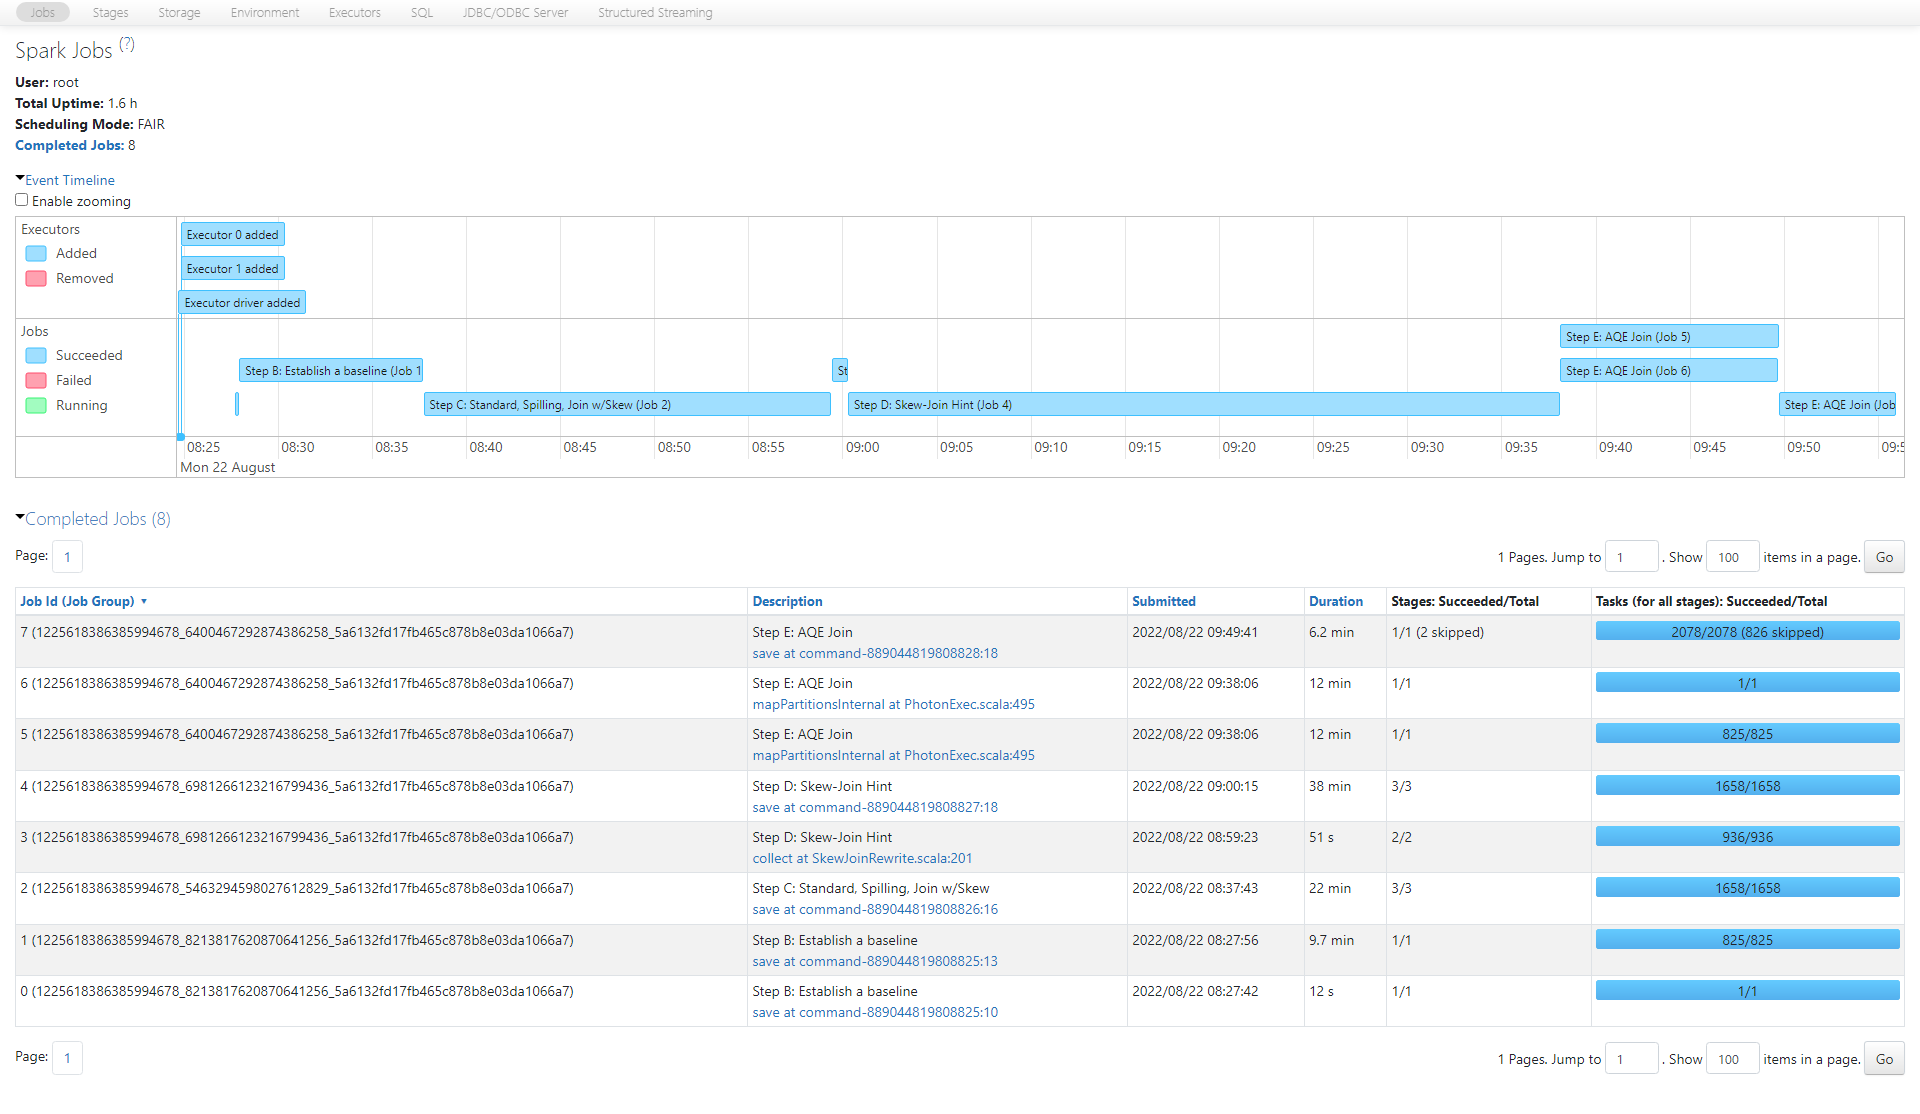 Jobs Stages Storage Environment Executors SQL JDBC/ODBC Server Structured Streaming
Spark Jobs (?)
User: root
Total Uptime: 1.6 h
Scheduling Mode: FAIR
Completed Jobs: 8
Event Timeline
Enable zooming
Executors
Added
Removed
Executor 0 added
Executor 1 added
Executor driver added
Jobs
Succeeded
Failed
Running
Step E: AQE Join (Job 5)
Step B: Establish a baseline (Job 1
St
Step E: AQE Join (Job 6)
Step C: Standard, Spilling, Join w/Skew (Job 2)
Step D: Skew-Join Hint (Job 4)
Step E: AQE Join (Job
08:25 08:30 08:35 08:40 08:45 08:50 08:55 09:00 09:05 09:10 09:15 09:20 09:25 09:30 09:35 09:40 09:45 09:50 09:5
Mon 22 August
Completed Jobs (8)
Page: 1
1 Pages. Jump to 1 . Show 100 items in a page. Go
Job Id (Job Group) ▾ Description Submitted Duration Stages: Succeeded/Total Tasks (for all stages): Succeeded/Total
7 (1225618386385994678_6400467292874386258_5a6132fd17fb465c878b8e03da1066a7) Step E: AQE Join 2022/08/22 09:49:41 6.2 min 1/1 (2 skipped) 2078/2078 (826 skipped)
save at command-889044819808828:18
6 (1225618386385994678_6400467292874386258_5a6132fd17fb465c878b8e03da1066a7) Step E: AQE Join 2022/08/22 09:38:06 12 min 1/1 1/1
mapPartitionsInternal at PhotonExec.scala:495
5 (1225618386385994678_6400467292874386258_5a6132fd17fb465c878b8e03da1066a7) Step E: AQE Join 2022/08/22 09:38:06 12 min 1/1 825/825
mapPartitionsInternal at PhotonExec.scala:495
4 (1225618386385994678_6981266123216799436_5a6132fd17fb465c878b8e03da1066a7) Step D: Skew-Join Hint 2022/08/22 09:00:15 38 min 3/3 1658/1658
save at command-889044819808827:18
3 (1225618386385994678_6981266123216799436_5a6132fd17fb465c878b8e03da1066a7) Step D: Skew-Join Hint 2022/08/22 08:59:23 51 s 2/2 936/936
collect at SkewJoinRewrite.scala:201
2 (1225618386385994678_5463294598027612829_5a6132fd17fb465c878b8e03da1066a7) Step C: Standard, Spilling, Join w/Skew 2022/08/22 08:37:43 22 min 3/3 1658/1658
save at command-889044819808826:16
1 (1225618386385994678_8213817620870641256_5a6132fd17fb465c878b8e03da1066a7) Step B: Establish a baseline 2022/08/22 08:27:56 9.7 min 1/1 825/825
save at command-889044819808825:13
0 (1225618386385994678_8213817620870641256_5a6132fd17fb465c878b8e03da1066a7) Step B: Establish a baseline 2022/08/22 08:27:42 12 s 1/1 1/1
save at command-889044819808825:10
Page: 1
1 Pages. Jump to 1 . Show 100 items in a page. Go